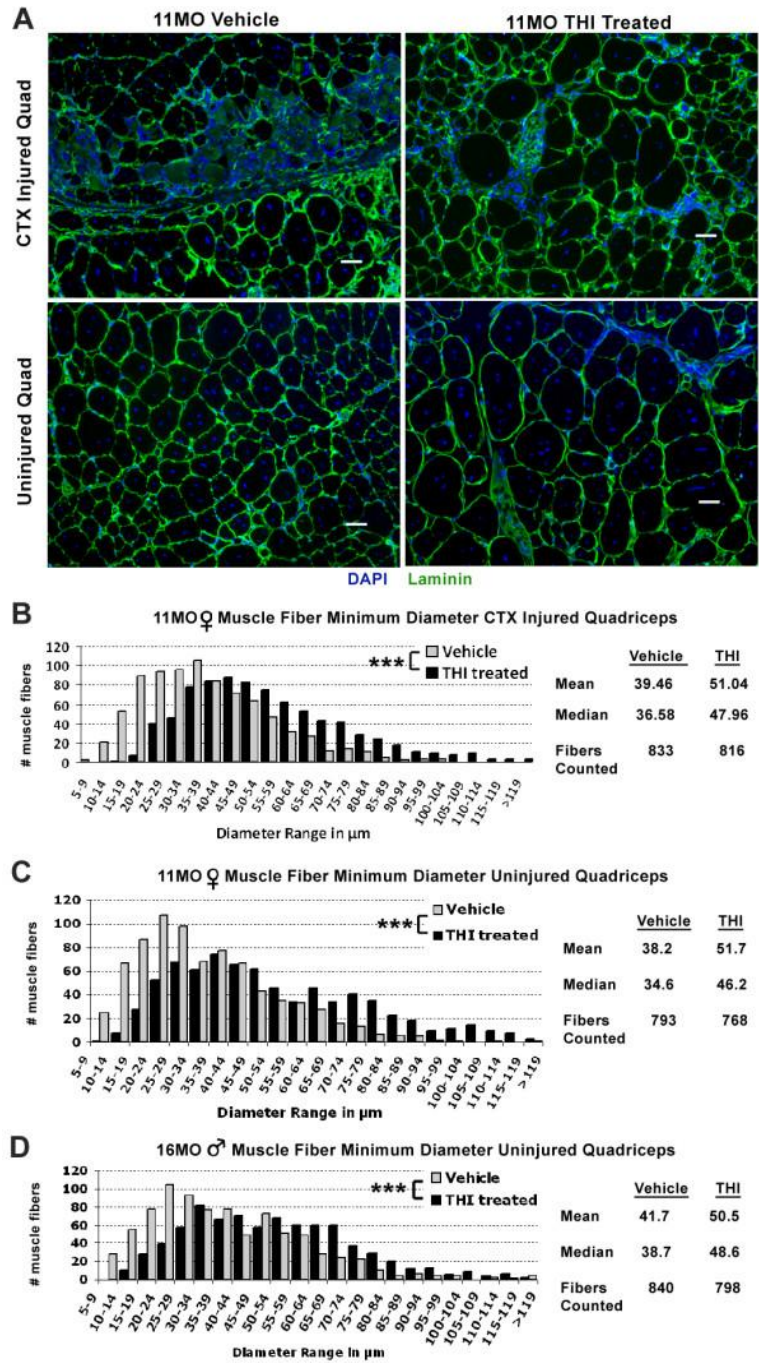 A
11MO Vehicle
11MO THI Treated
CTX Injured Quad
Uninjured Quad
DAPI Laminin
B
11MO ♀ Muscle Fiber Minimum Diameter CTX Injured Quadriceps
# muscle fibers
120
100
80
60
40
20
0
*** Vehicle
THI treated
5-9
10-14
15-19
20-24
25-29
30-34
35-39
40-44
45-49
50-54
55-59
60-64
65-69
70-74
75-79
80-84
85-89
90-94
95-99
100-104
105-109
110-114
115-119
>119
Diameter Range in µm
Vehicle THI
Mean 39.46 51.04
Median 36.58 47.96
Fibers Counted 833 816
C
11MO ♀ Muscle Fiber Minimum Diameter Uninjured Quadriceps
# muscle fibers
120
100
80
60
40
20
0
*** Vehicle
THI treated
5-9
10-14
15-19
20-24
25-29
30-34
35-39
40-44
45-49
50-54
55-59
60-64
65-69
70-74
75-79
80-84
85-89
90-94
95-99
100-104
105-109
110-114
115-119
>119
Diameter Range in µm
Vehicle THI
Mean 38.2 51.7
Median 34.6 46.2
Fibers Counted 793 768
D
16MO ♂ Muscle Fiber Minimum Diameter Uninjured Quadriceps
# muscle fibers
120
100
80
60
40
20
0
*** Vehicle
THI treated
5-9
10-14
15-19
20-24
25-29
30-34
35-39
40-44
45-49
50-54
55-59
60-64
65-69
70-74
75-79
80-84
85-89
90-94
95-99
100-104
105-109
110-114
115-119
>119
Diameter Range in µm
Vehicle THI
Mean 41.7 50.5
Median 38.7 48.6
Fibers Counted 840 798